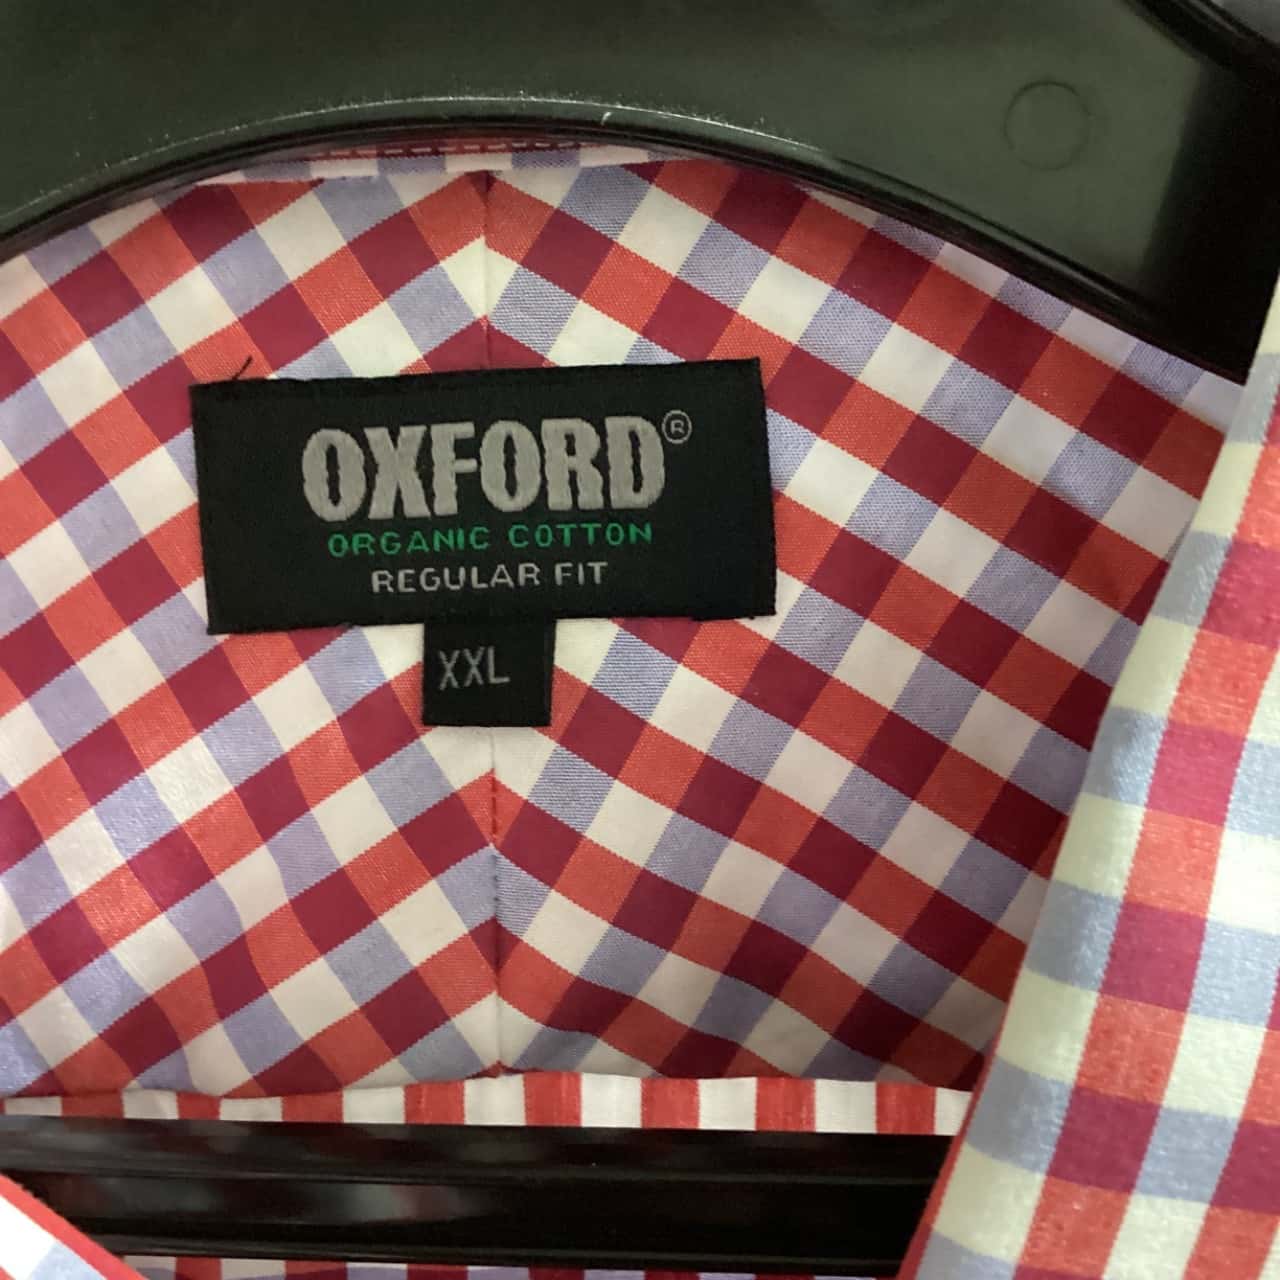 OXFORD®
ORGANIC COTTON
REGULAR FIT
XXL